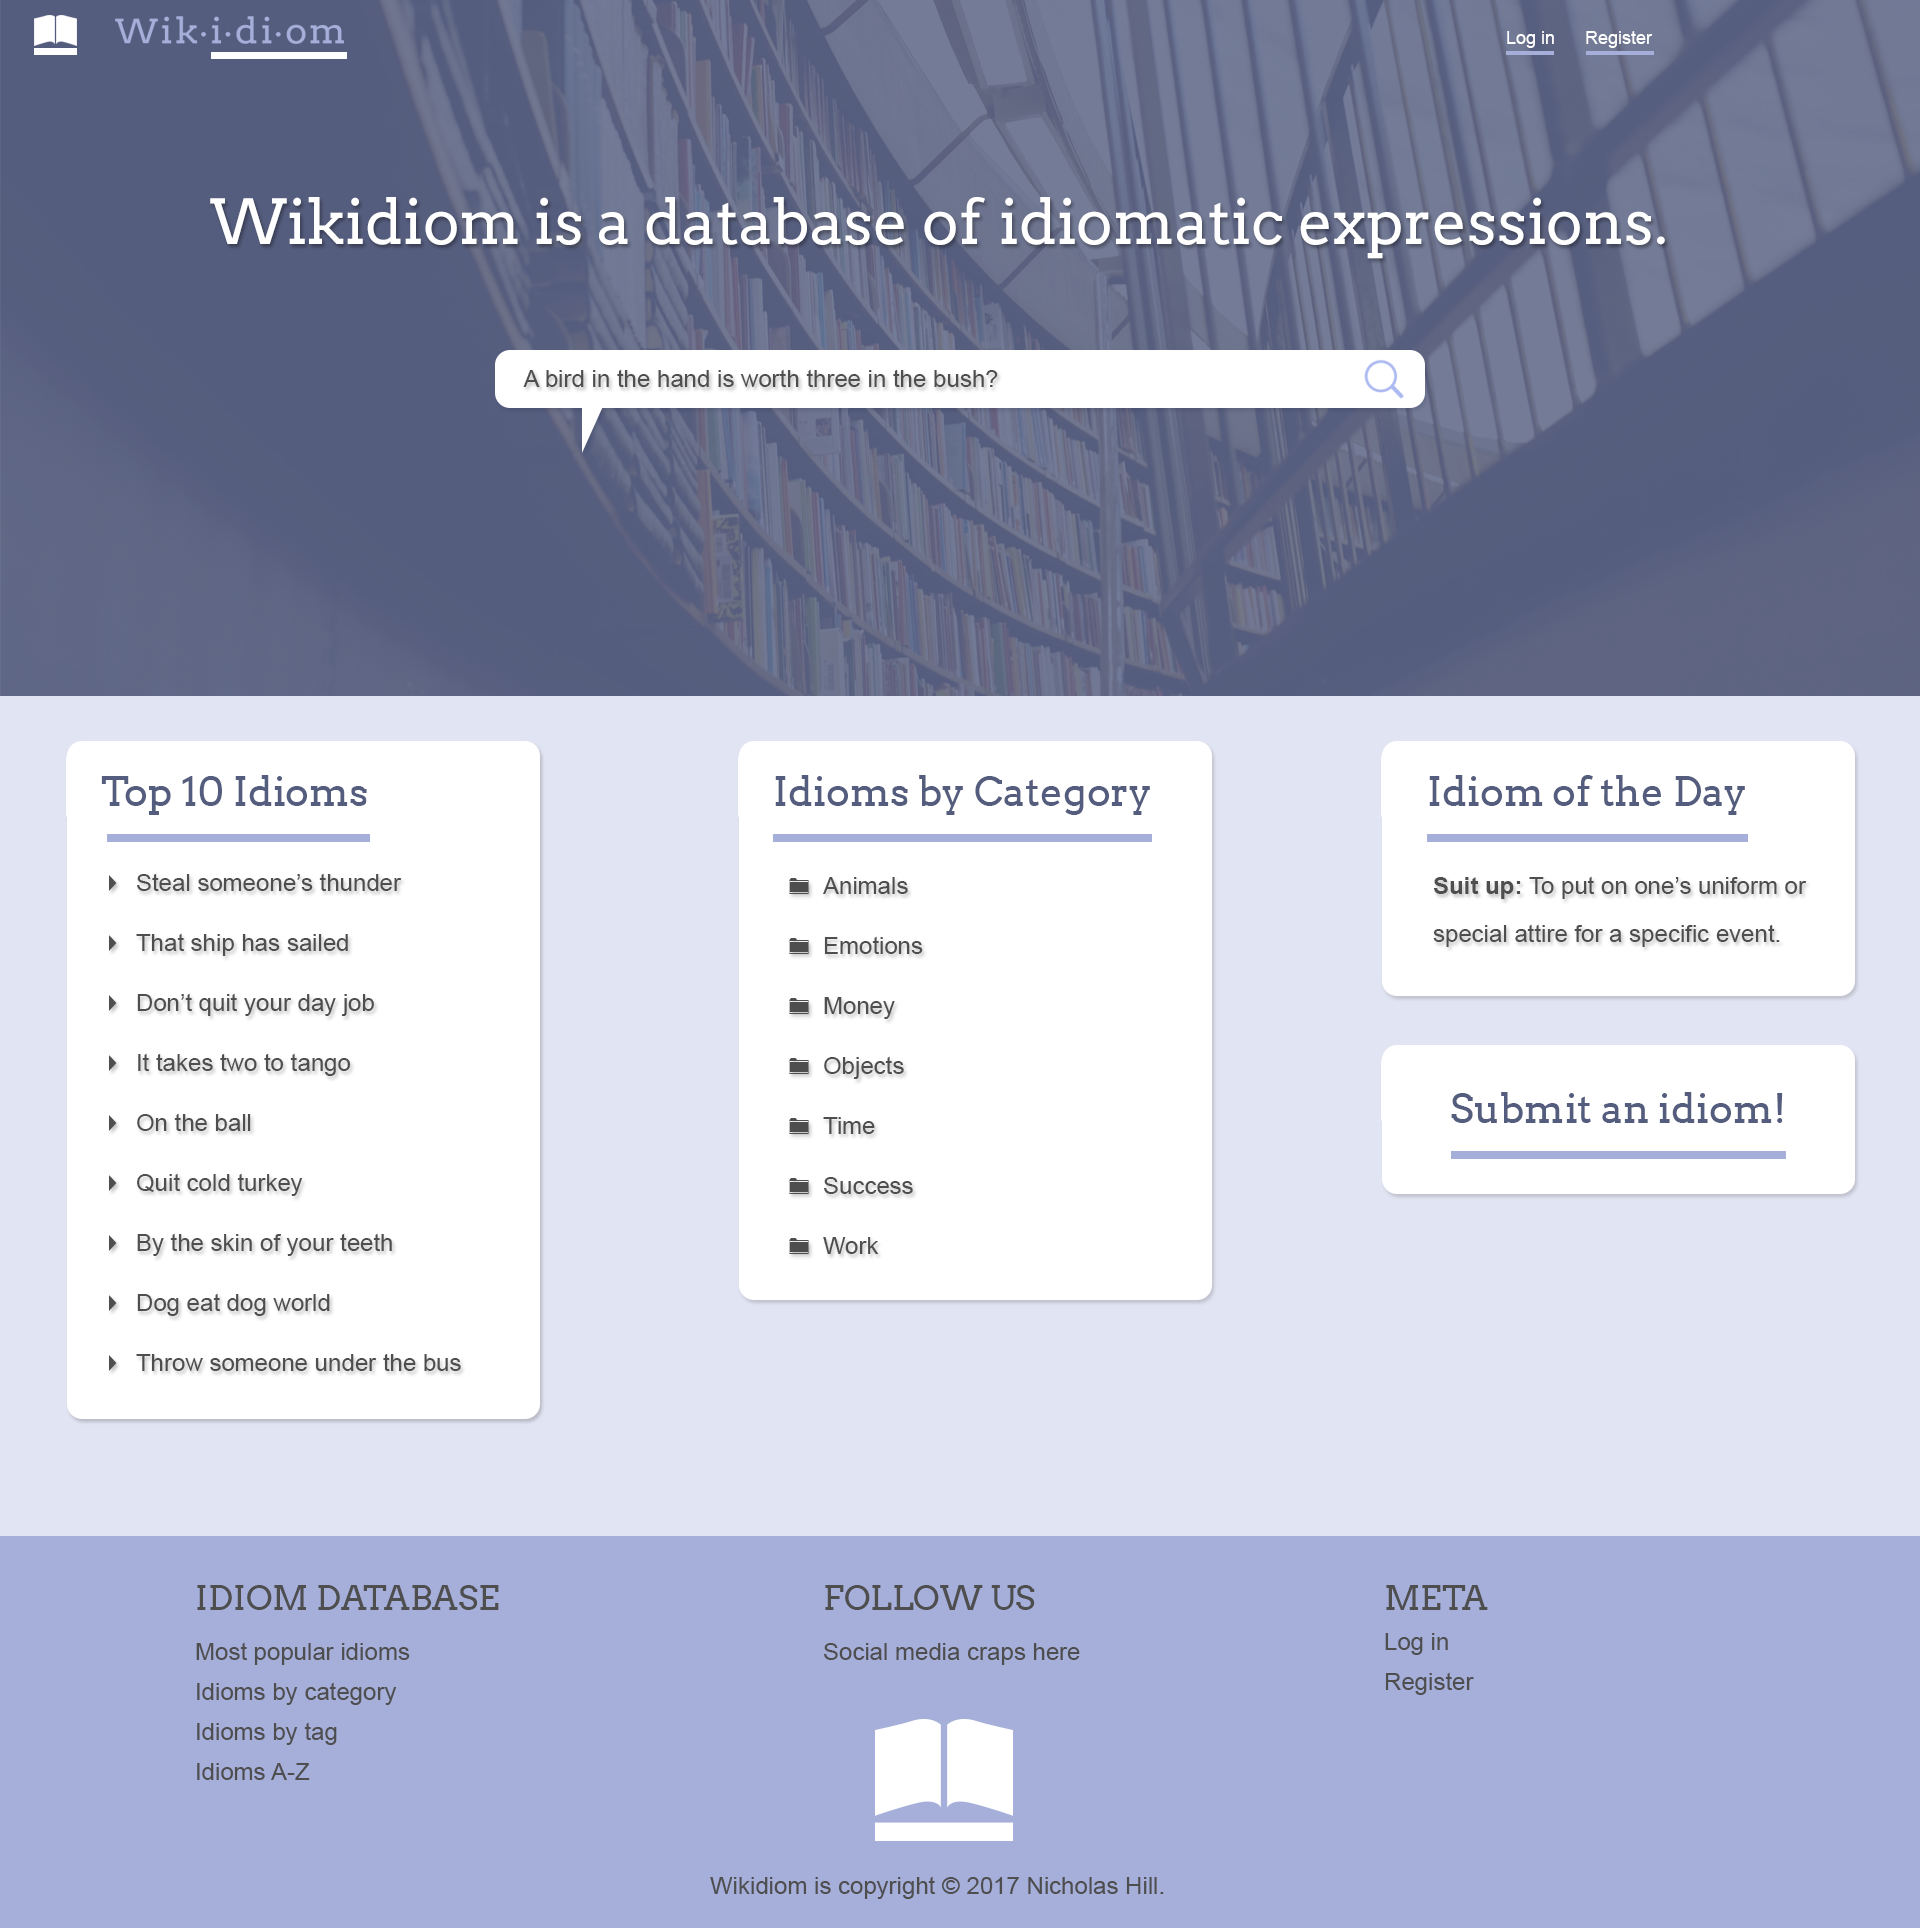 Wik·i·di·om
Log in
Register
Wikidiom is a database of idiomatic expressions.
A bird in the hand is worth three in the bush?
Top 10 Idioms
Steal someone’s thunder
That ship has sailed
Don’t quit your day job
It takes two to tango
On the ball
Quit cold turkey
By the skin of your teeth
Dog eat dog world
Throw someone under the bus
Idioms by Category
Animals
Emotions
Money
Objects
Time
Success
Work
Idiom of the Day
Suit up: To put on one’s uniform or
special attire for a specific event.
Submit an idiom!
IDIOM DATABASE
Most popular idioms
Idioms by category
Idioms by tag
Idioms A-Z
FOLLOW US
Social media craps here
META
Log in
Register
Wikidiom is copyright © 2017 Nicholas Hill.